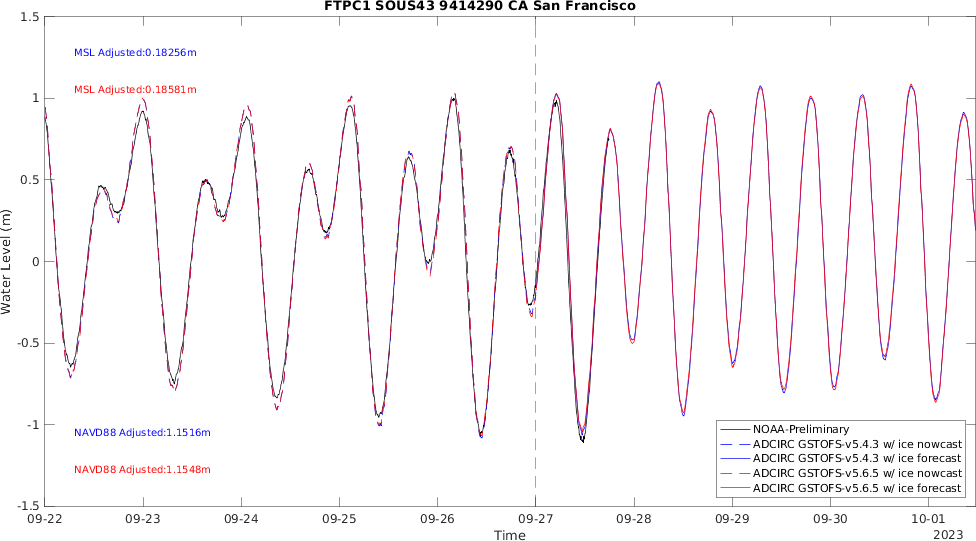 FTPC1 SOUS43 9414290 CA San Francisco
1.5
1
0.5
0
-0.5
-1
-1.5
Water Level (m)
MSL Adjusted:0.18256m
MSL Adjusted:0.18581m
NAVD88 Adjusted:1.1516m
NAVD88 Adjusted:1.1548m
NOAA-Preliminary
ADCIRC GSTOFS-v5.4.3 w/ ice nowcast
ADCIRC GSTOFS-v5.4.3 w/ ice forecast
ADCIRC GSTOFS-v5.6.5 w/ ice nowcast
ADCIRC GSTOFS-v5.6.5 w/ ice forecast
09-22 09-23 09-24 09-25 09-26 09-27 09-28 09-29 09-30 10-01
Time
2023